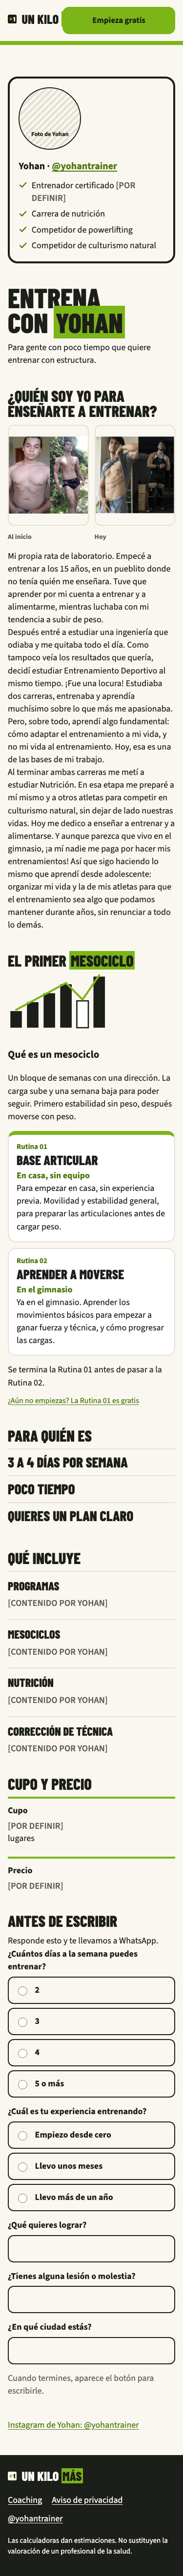 UN KILO
Empieza gratis
Foto de Yohan
Yohan · @yohantrainer
Entrenador certificado [POR
DEFINIR]
Carrera de nutrición
Competidor de powerlifting
Competidor de culturismo natural
ENTRENA
CON YOHAN
Para gente con poco tiempo que quiere
entrenar con estructura.
¿QUIÉN SOY YO PARA
ENSEÑARTE A ENTRENAR?
Al inicio
Hoy
Mi propia rata de laboratorio. Empecé a
entrenar a los 15 años, en un pueblito donde
no tenía quién me enseñara. Tuve que
aprender por mi cuenta a entrenar y a
alimentarme, mientras luchaba con mi
tendencia a subir de peso.
Después entré a estudiar una ingeniería que
odiaba y me quitaba todo el día. Como
tampoco veía los resultados que quería,
decidí estudiar Entrenamiento Deportivo al
mismo tiempo. ¡Fue una locura! Estudiaba
dos carreras, entrenaba y aprendía
muchísimo sobre lo que más me apasionaba.
Pero, sobre todo, aprendí algo fundamental:
cómo adaptar el entrenamiento a mi vida, y
no mi vida al entrenamiento. Hoy, esa es una
de las bases de mi trabajo.
Al terminar ambas carreras me metí a
estudiar Nutrición. En esa etapa me preparé a
mí mismo y a otros atletas para competir en
culturismo natural, sin dejar de lado nuestras
vidas. Hoy me dedico a enseñar a entrenar y a
alimentarse. Y aunque parezca que vivo en el
gimnasio, ¡a mí nadie me paga por hacer mis
entrenamientos! Así que sigo haciendo lo
mismo que aprendí desde adolescente:
organizar mi vida y la de mis atletas para que
el entrenamiento sea algo que podamos
mantener durante años, sin renunciar a todo
lo demás.
EL PRIMER MESOCICLO
Qué es un mesociclo
Un bloque de semanas con una dirección. La
carga sube y una semana baja para poder
seguir. Primero estabilidad sin peso, después
moverse con peso.
Rutina 01
BASE ARTICULAR
En casa, sin equipo
Para empezar en casa, sin experiencia
previa. Movilidad y estabilidad general,
para preparar las articulaciones antes de
cargar peso.
Rutina 02
APRENDER A MOVERSE
En el gimnasio
Ya en el gimnasio. Aprender los
movimientos básicos para empezar a
ganar fuerza y técnica, y cómo progresar
las cargas.
Se termina la Rutina 01 antes de pasar a la
Rutina 02.
¿Aún no empiezas? La Rutina 01 es gratis
PARA QUIÉN ES
3 A 4 DÍAS POR SEMANA
POCO TIEMPO
QUIERES UN PLAN CLARO
QUÉ INCLUYE
PROGRAMAS
[CONTENIDO POR YOHAN]
MESOCICLOS
[CONTENIDO POR YOHAN]
NUTRICIÓN
[CONTENIDO POR YOHAN]
CORRECCIÓN DE TÉCNICA
[CONTENIDO POR YOHAN]
CUPO Y PRECIO
Cupo
[POR DEFINIR]
lugares
Precio
[POR DEFINIR]
ANTES DE ESCRIBIR
Responde esto y te llevamos a WhatsApp.
¿Cuántos días a la semana puedes
entrenar?
2
3
4
5 o más
¿Cuál es tu experiencia entrenando?
Empiezo desde cero
Llevo unos meses
Llevo más de un año
¿Qué quieres lograr?
¿Tienes alguna lesión o molestia?
¿En qué ciudad estás?
Cuando termines, aparece el botón para
escribirle.
Instagram de Yohan: @yohantrainer
UN KILO MÁS
Coaching Aviso de privacidad
@yohantrainer
Las calculadoras dan estimaciones. No sustituyen la
valoración de un profesional de la salud.